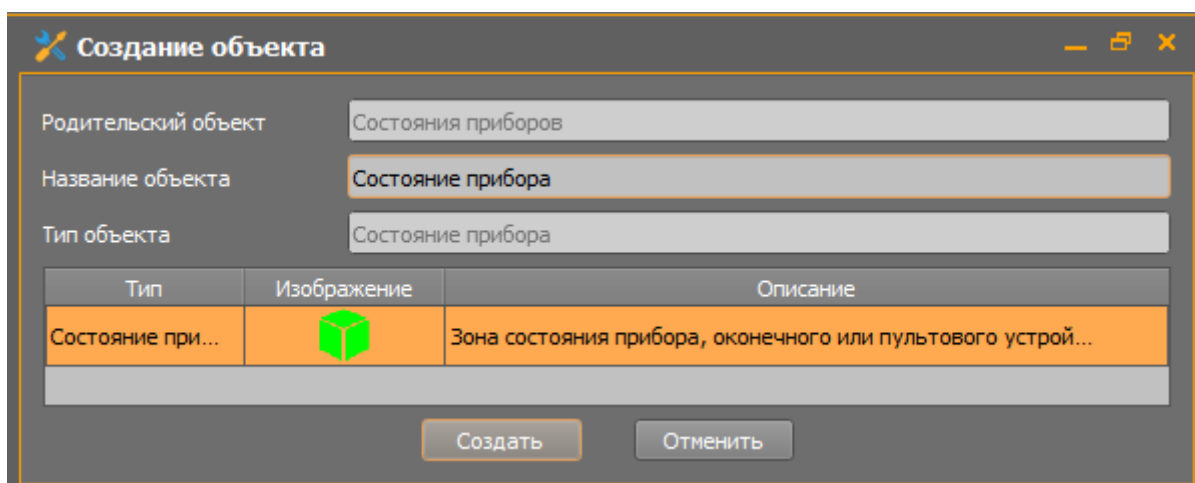 Создание объекта
Родительский объект Состояния приборов
Название объекта Состояние прибора
Тип объекта Состояние прибора
Тип Изображение Описание
Состояние при... Зона состояния прибора, оконечного или пультового устрой...
Создать Отменить